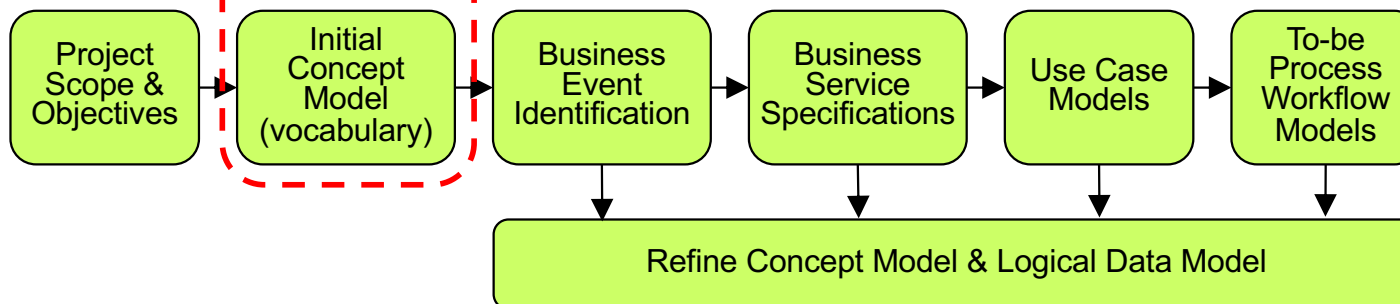 Project
Scope &
Objectives
Initial
Concept
Model
(vocabulary)
Business
Event
Identification
Business
Service
Specifications
Use Case
Models
To-be
Process
Workflow
Models
Refine Concept Model & Logical Data Model